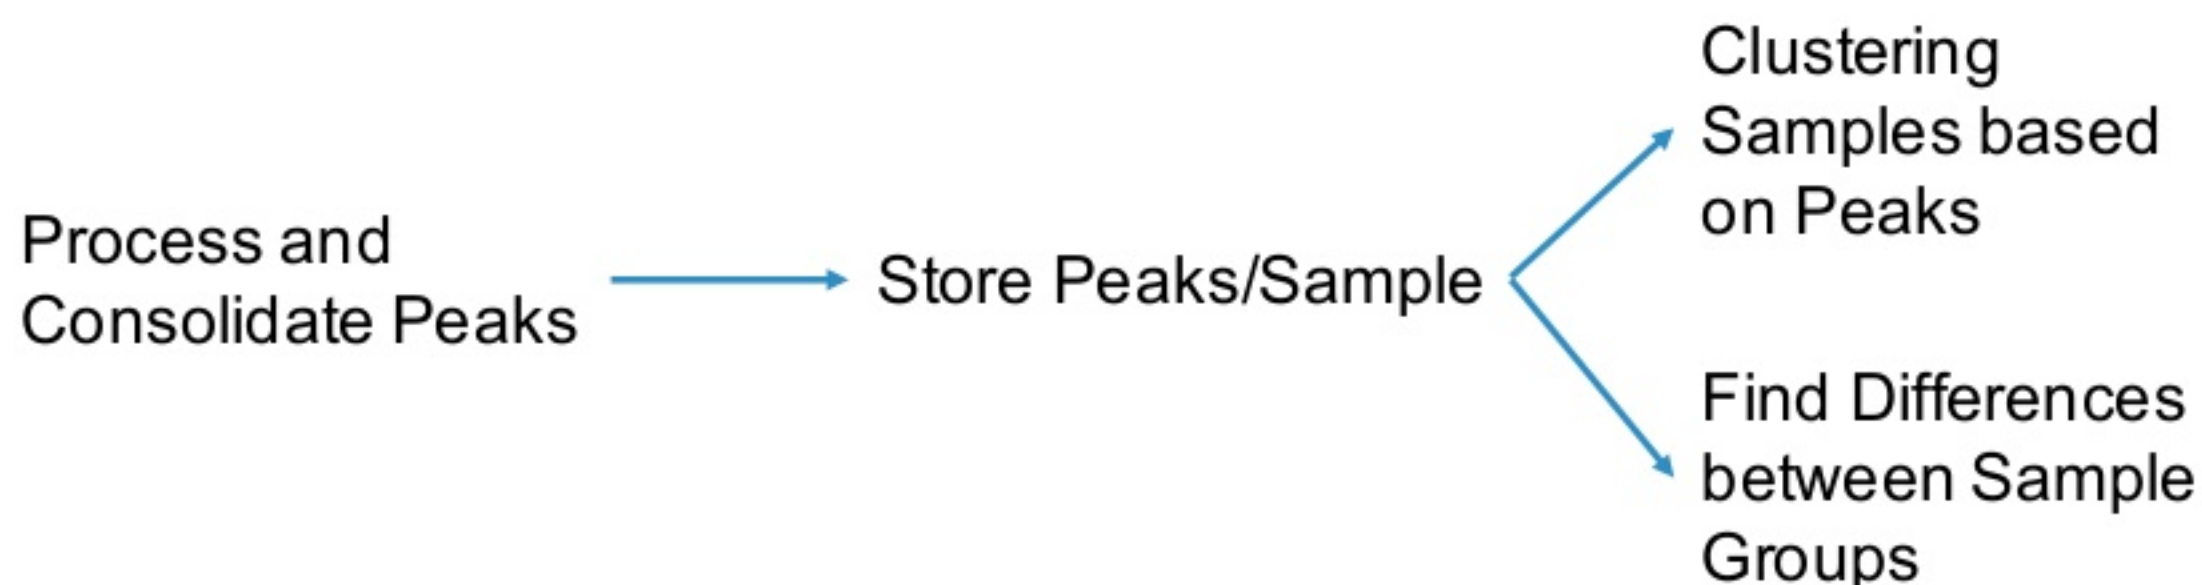 Process and
Consolidate Peaks
Store Peaks/Sample
Clustering
Samples based
on Peaks
Find Differences
between Sample
Groups